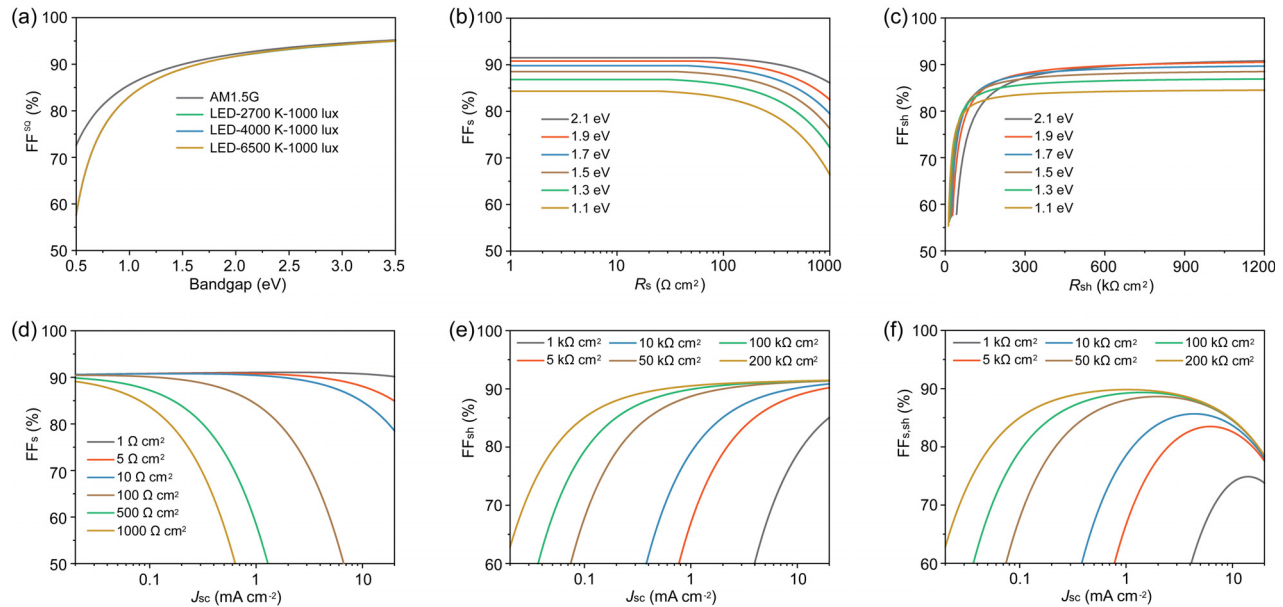 (a)
100
90
80
70
60
50
FF^SQ (%)
AM1.5G
LED-2700 K-1000 lux
LED-4000 K-1000 lux
LED-6500 K-1000 lux
0.5 1.0 1.5 2.0 2.5 3.0 3.5
Bandgap (eV)
(b)
100
90
80
70
60
50
FFs (%)
2.1 eV
1.9 eV
1.7 eV
1.5 eV
1.3 eV
1.1 eV
1 10 100 1000
Rs (Ω cm²)
(c)
100
90
80
70
60
50
FFsh (%)
2.1 eV
1.9 eV
1.7 eV
1.5 eV
1.3 eV
1.1 eV
0 300 600 900 1200
Rsh (kΩ cm²)
(d)
100
90
80
70
60
50
FFs (%)
1 Ω cm²
5 Ω cm²
10 Ω cm²
100 Ω cm²
500 Ω cm²
1000 Ω cm²
0.1 1 10
Jsc (mA cm⁻²)
(e)
100
90
80
70
60
FFsh (%)
1 kΩ cm² 10 kΩ cm² 100 kΩ cm²
5 kΩ cm² 50 kΩ cm² 200 kΩ cm²
0.1 1 10
Jsc (mA cm⁻²)
(f)
100
90
80
70
60
FFs,sh (%)
1 kΩ cm² 10 kΩ cm² 100 kΩ cm²
5 kΩ cm² 50 kΩ cm² 200 kΩ cm²
0.1 1 10
Jsc (mA cm⁻²)